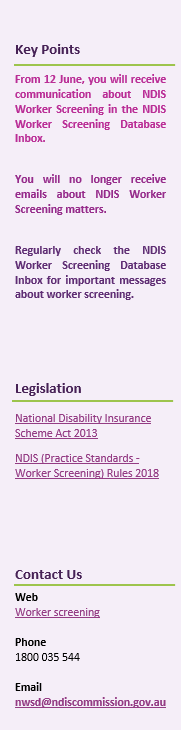 Key Points
From 12 June, you will receive
communication about NDIS
Worker Screening in the NDIS
Worker Screening Database
Inbox.
You will no longer receive
emails about NDIS Worker
Screening matters.
Regularly check the NDIS
Worker Screening Database
Inbox for important messages
about worker screening.
Legislation
National Disability Insurance
Scheme Act 2013
NDIS (Practice Standards -
Worker Screening) Rules 2018
Contact Us
Web
Worker screening
Phone
1800 035 544
Email
nwsd@ndiscommission.gov.au